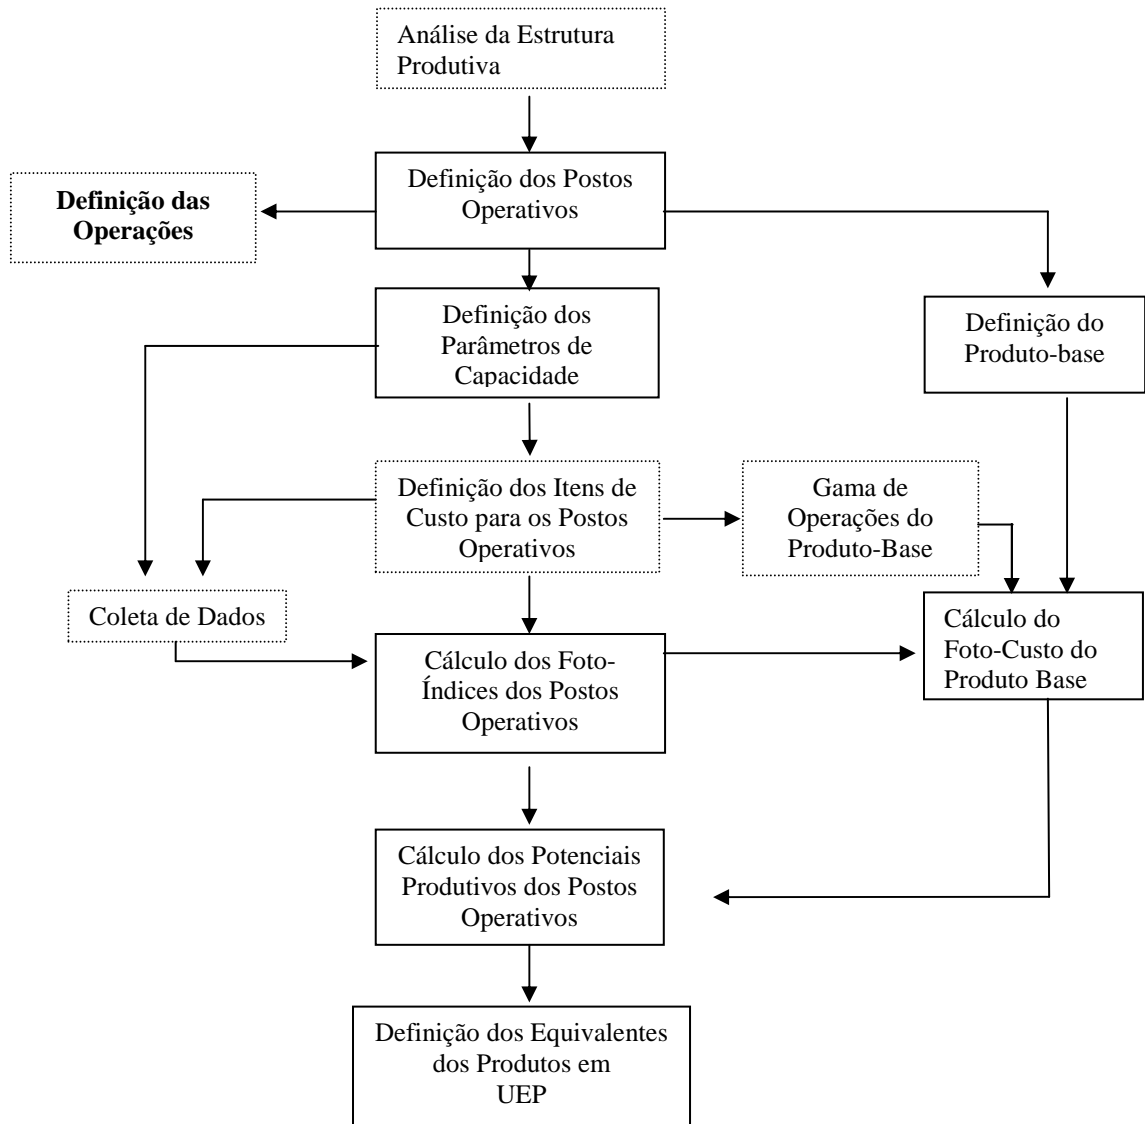 Análise da Estrutura
Produtiva
Definição dos Postos
Operativos
Definição das
Operações
Definição dos
Parâmetros de
Capacidade
Definição do
Produto-base
Definição dos Itens de
Custo para os Postos
Operativos
Gama de
Operações do
Produto-Base
Coleta de Dados
Cálculo dos Foto-
Índices dos Postos
Operativos
Cálculo do
Foto-Custo do
Produto Base
Cálculo dos Potenciais
Produtivos dos Postos
Operativos
Definição dos Equivalentes
dos Produtos em
UEP